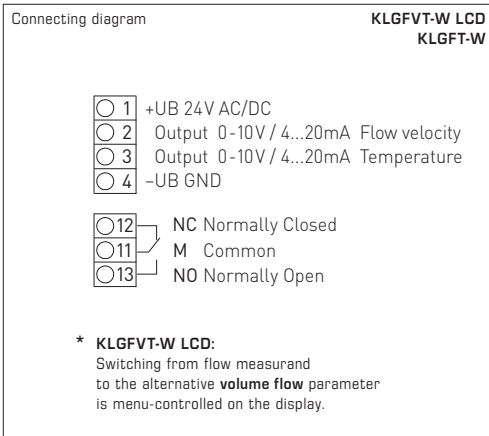 Connecting diagram
KLGFVT-W LCD
KLGFT-W
1 +UB 24V AC/DC
2 Output 0-10V / 4...20mA Flow velocity
3 Output 0-10V / 4...20mA Temperature
4 –UB GND
12 NC Normally Closed
11 M Common
13 NO Normally Open
* KLGFVT-W LCD:
Switching from flow measurand
to the alternative volume flow parameter
is menu-controlled on the display.